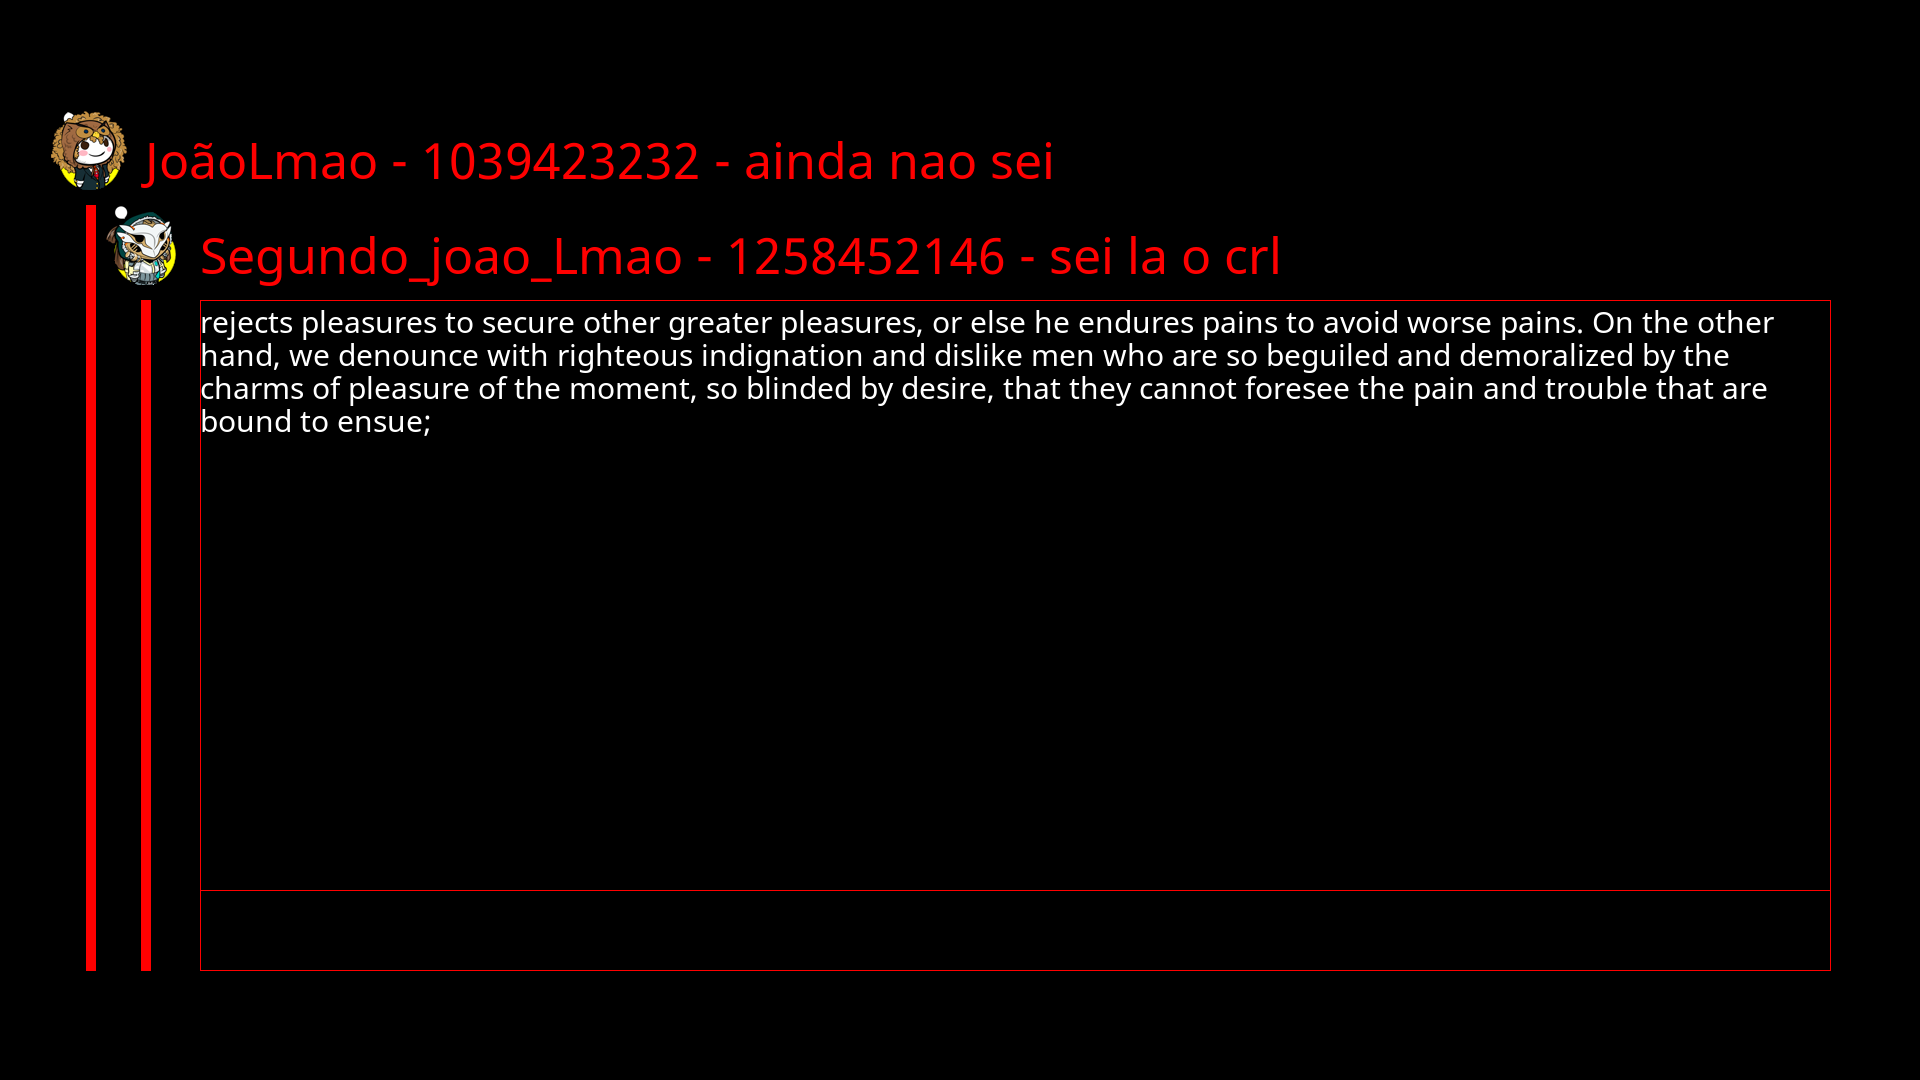 JoãoLmao - 1039423232 - ainda nao sei
Segundo_joao_Lmao - 1258452146 - sei la o crl
rejects pleasures to secure other greater pleasures, or else he endures pains to avoid worse pains. On the other
hand, we denounce with righteous indignation and dislike men who are so beguiled and demoralized by the
charms of pleasure of the moment, so blinded by desire, that they cannot foresee the pain and trouble that are
bound to ensue;